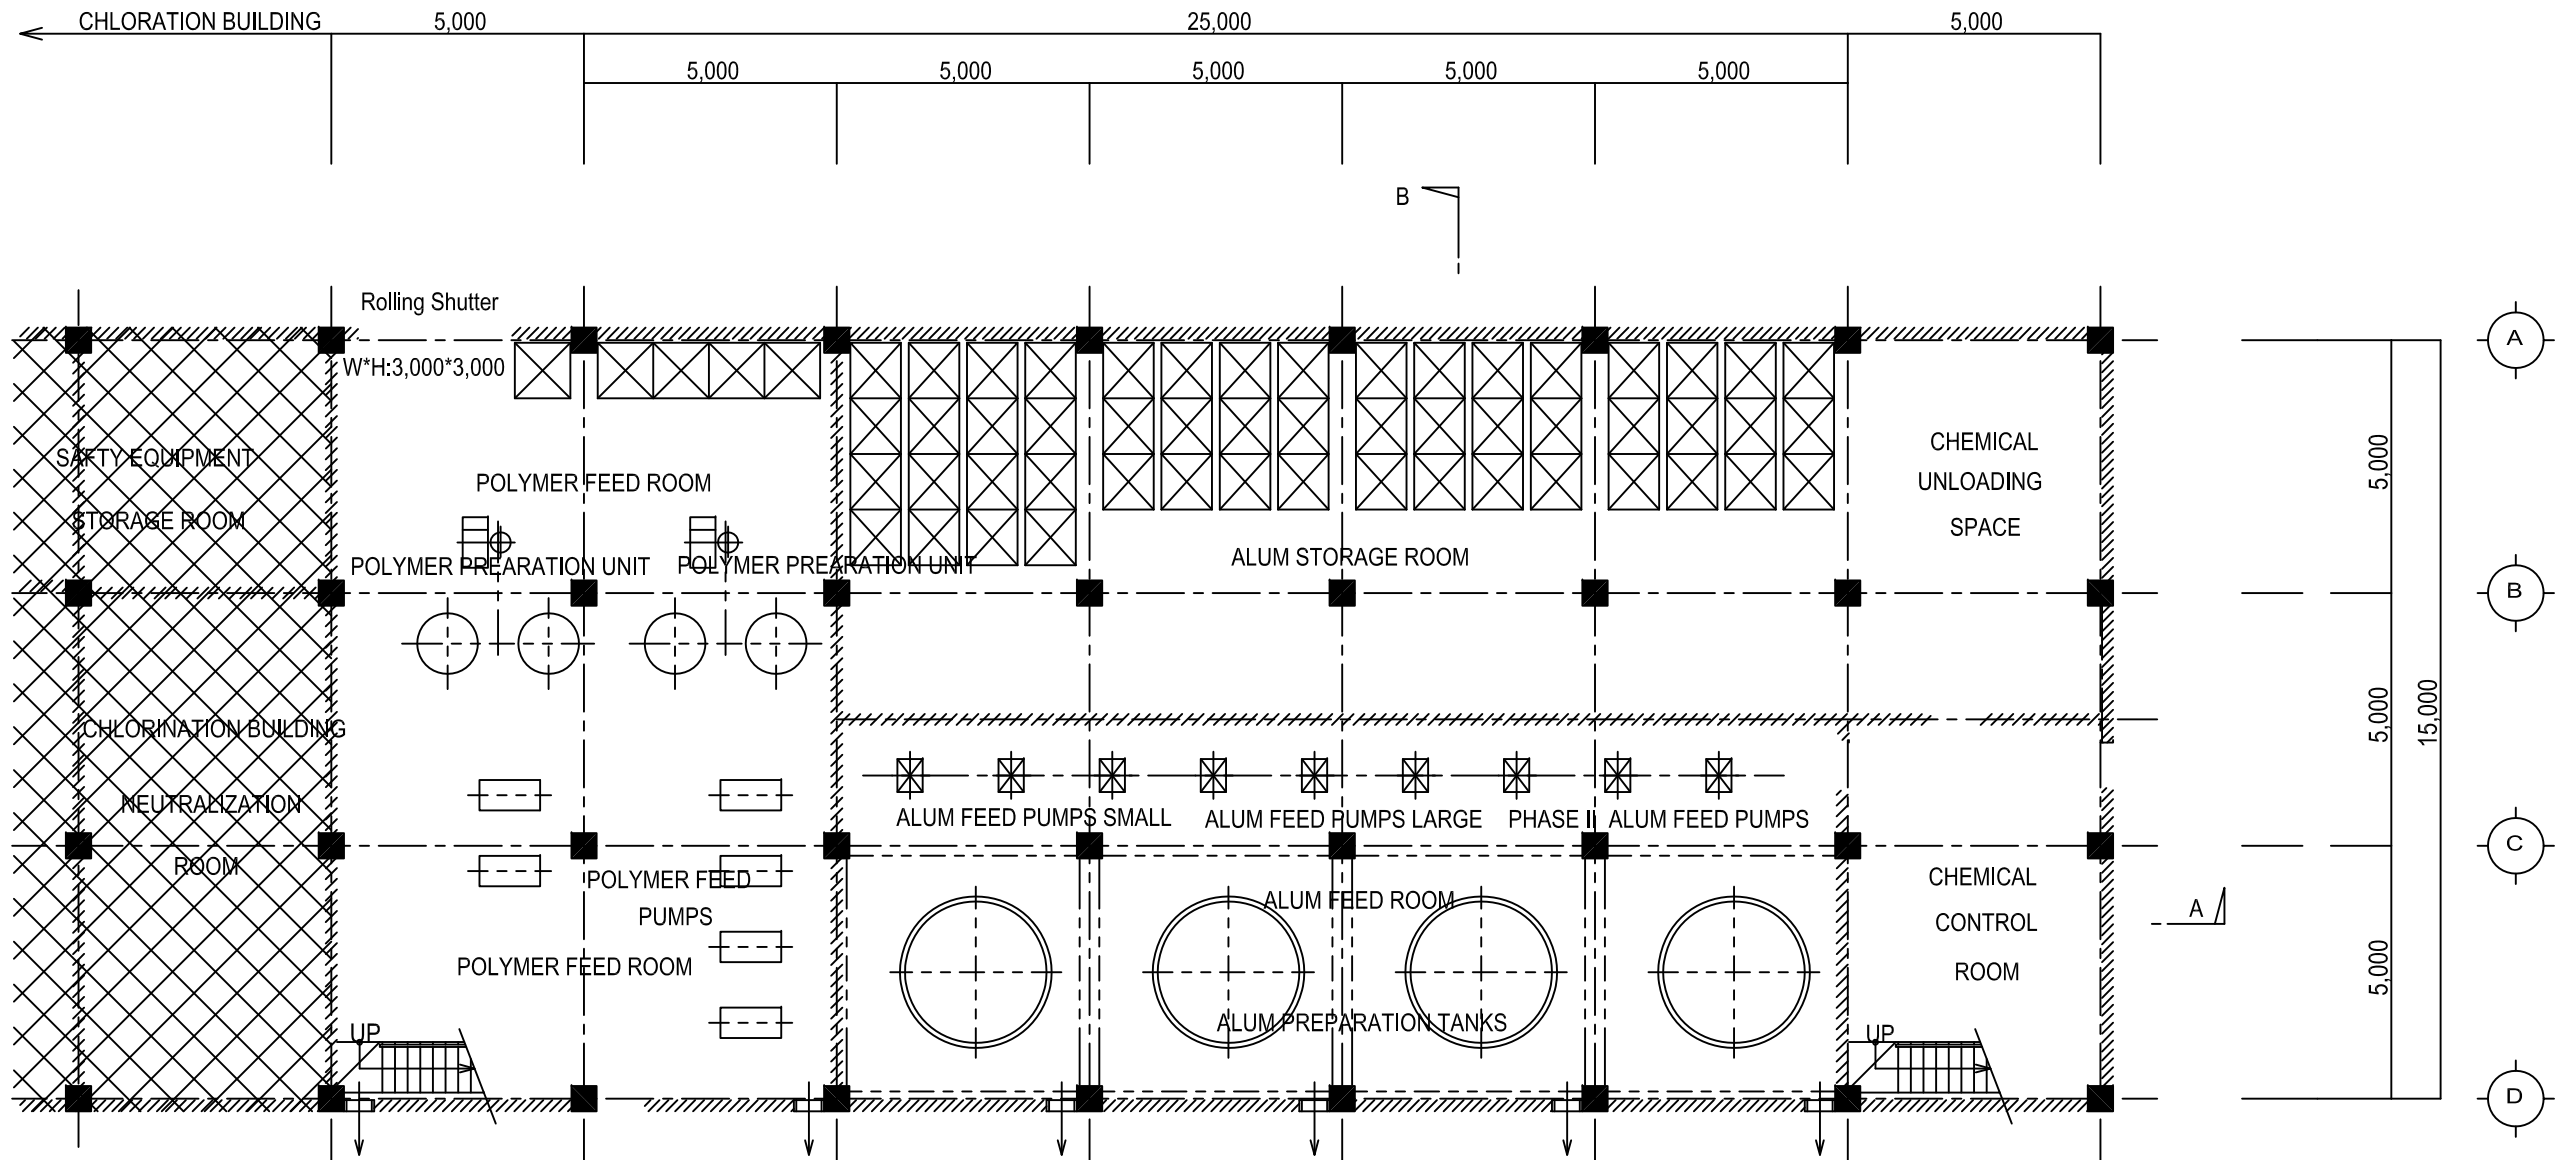 CHLORATION BUILDING 5,000 25,000 5,000
5,000 5,000 5,000 5,000 5,000
B
Rolling Shutter
W*H:3,000*3,000
A
SAFTY EQUIPMENT
STORAGE ROOM
POLYMER FEED ROOM
POLYMER PREARATION UNIT
POLYMER PREARATION UNIT
ALUM STORAGE ROOM
CHEMICAL
UNLOADING
SPACE
5,000
B
CHLORINATION BUILDING
NEUTRALIZATION
ROOM
5,000
15,000
ALUM FEED PUMPS SMALL
ALUM FEED PUMPS LARGE
PHASE II ALUM FEED PUMPS
C
POLYMER FEED
PUMPS
POLYMER FEED ROOM
ALUM FEED ROOM
ALUM PREPARATION TANKS
CHEMICAL
CONTROL
ROOM
A
5,000
UP
UP
D